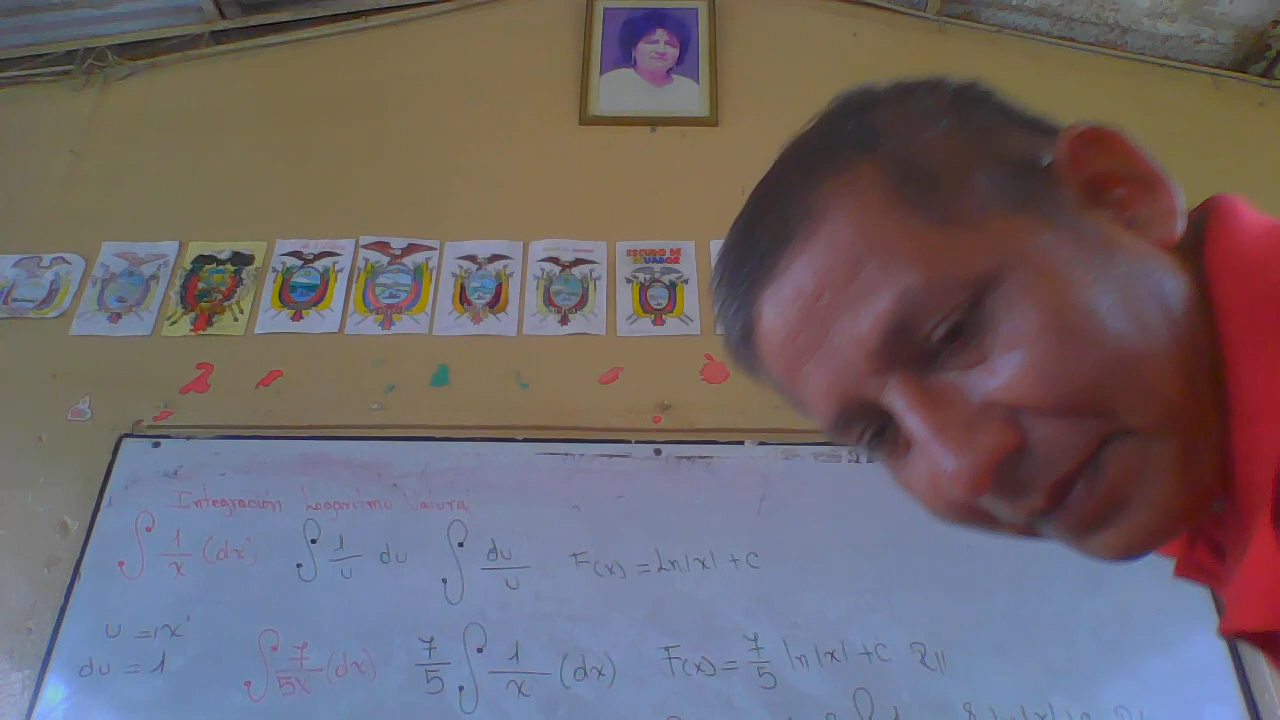 ESCUDO DE
ECUADOR
Integración Logaritmo Natural
∫ 1/x (dx) ∫ 1/u du ∫ du/u F(x) = Ln|x| + C
u = 1x'
du = 1
∫ 7/5x (dx) 7/5 ∫ 1/x (dx) F(x) = 7/5 ln|x| + C R//